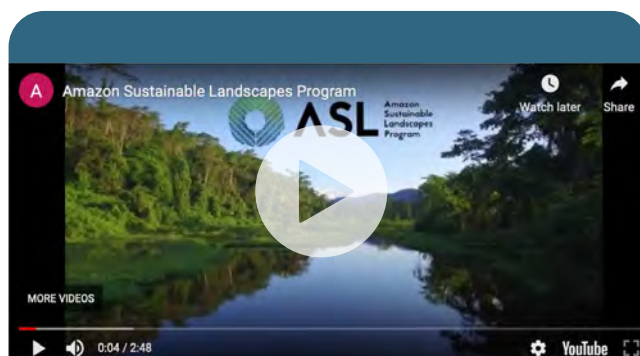 A Amazon Sustainable Landscapes Program
Watch later
Share
ASL
Amazon
Sustainable
Landscapes
Program
MORE VIDEOS
0:04 / 2:48
YouTube